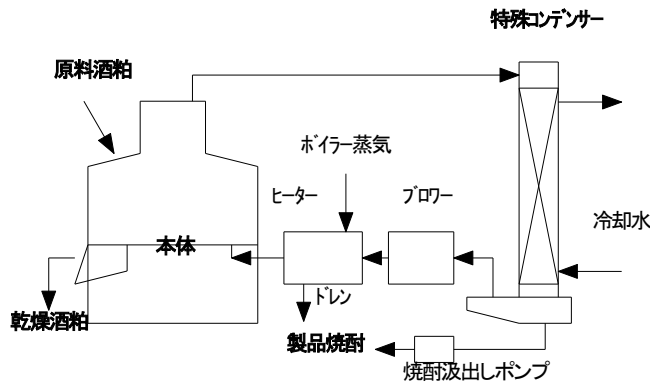 特殊コンデンサー
原料酒粕
ボイラー蒸気
ヒーター
ブロワー
冷却水
本体
ドレン
乾燥酒粕
製品焼酎
焼酎汲出しポンプ